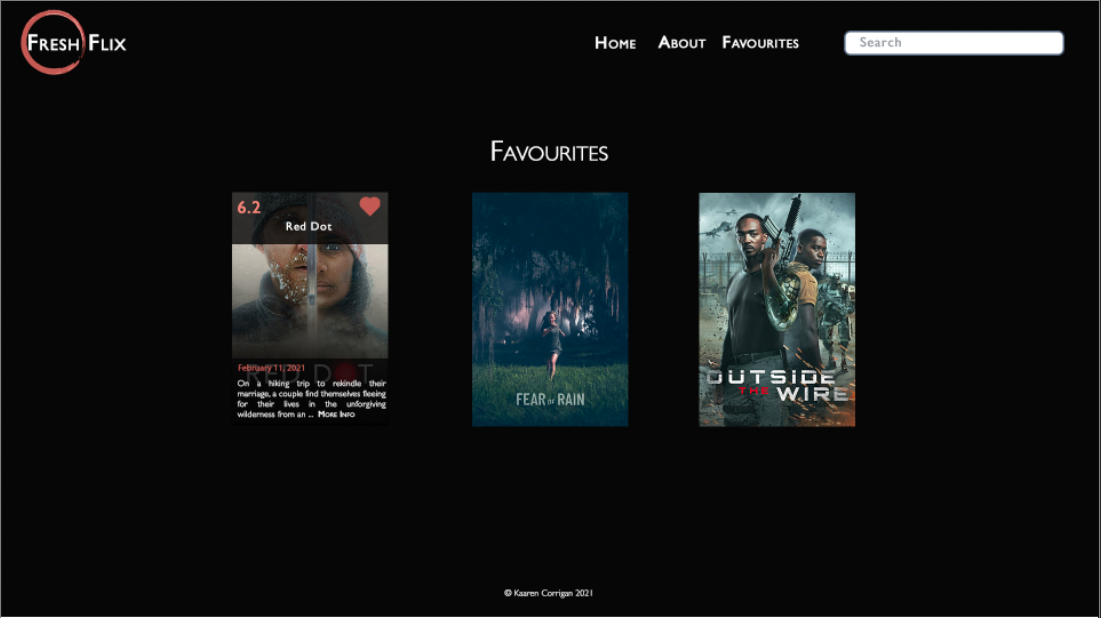 Fresh Flix
Home About Favourites
Search
Favourites
6.2
Red Dot
February 11, 2021
RED DOT
On a hiking trip to rekindle their
marriage, a couple find themselves fleeing
for their lives in the unforgiving
wilderness from an ... More Info
FEAR OF RAIN
OUTSIDE
THE WIRE
© Kaaren Corrigan 2021